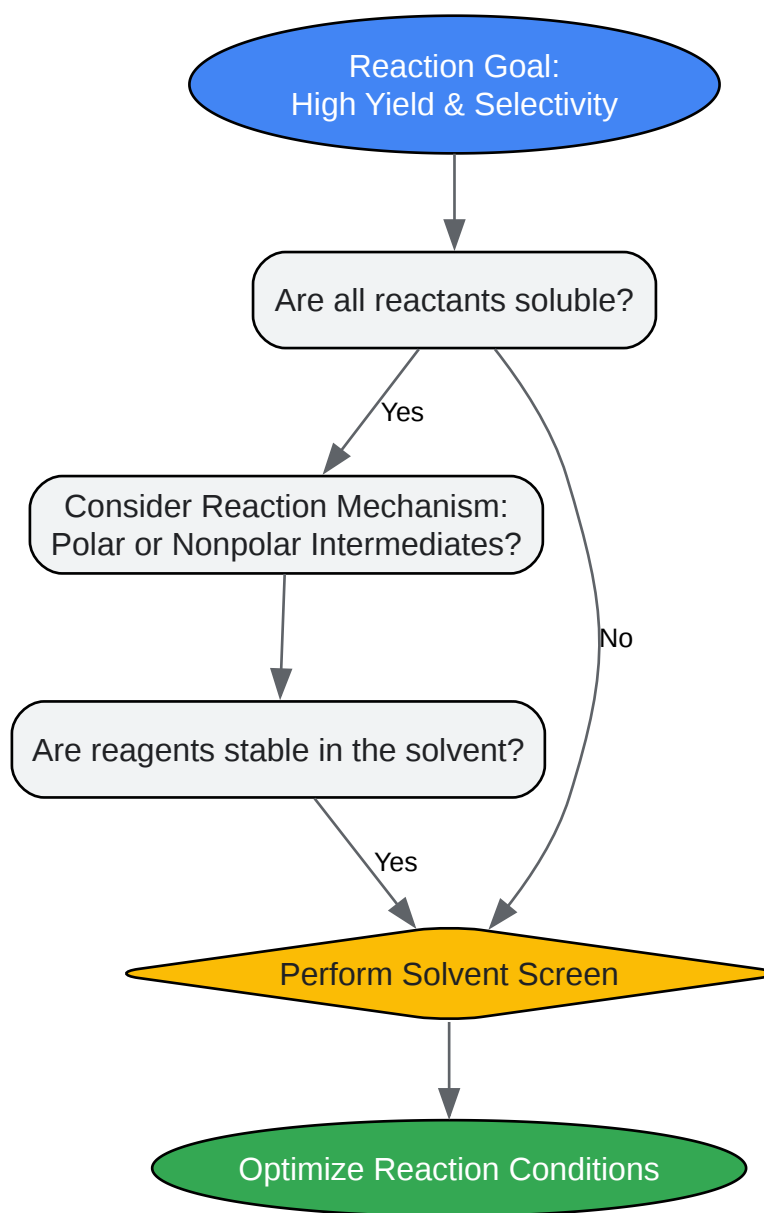 Reaction Goal:
High Yield & Selectivity
Are all reactants soluble?
Yes
Consider Reaction Mechanism:
Polar or Nonpolar Intermediates?
No
Are reagents stable in the solvent?
Yes
Perform Solvent Screen
Optimize Reaction Conditions